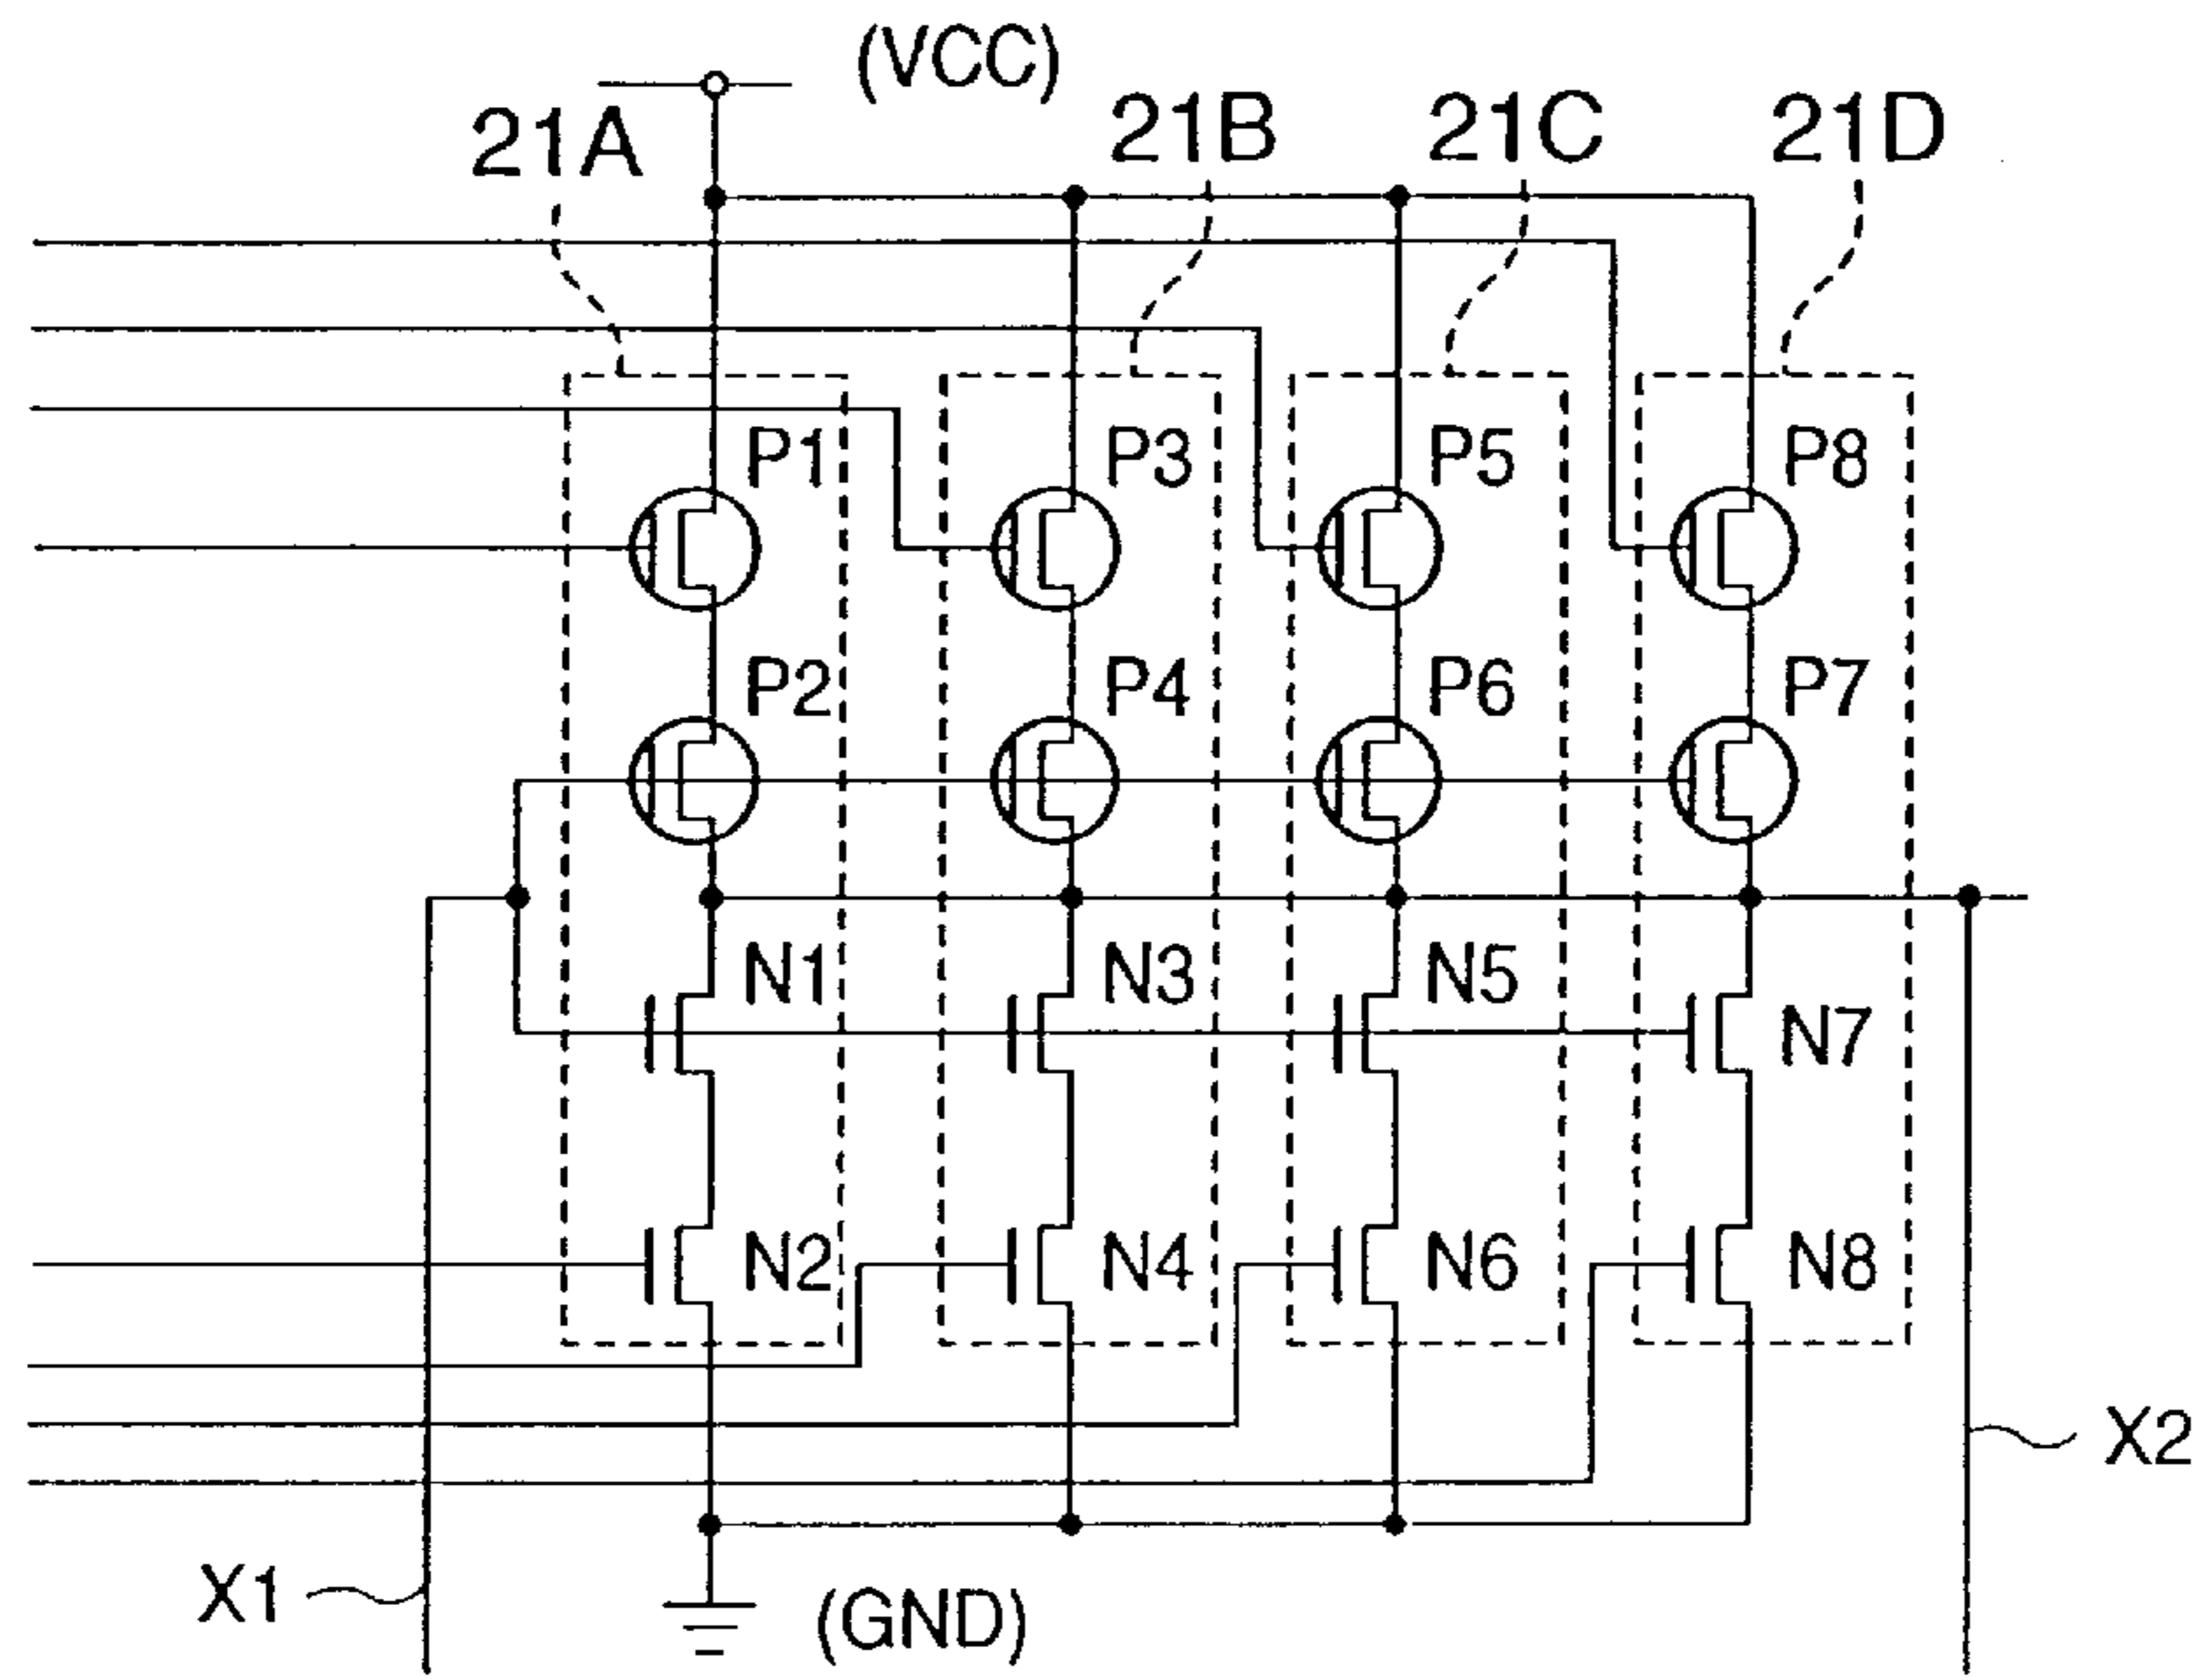 (VCC)
21A 21B 21C 21D
P1 P3 P5 P8
P2 P4 P6 P7
N1 N3 N5 N7
N2 N4 N6 N8
X2
X1
(GND)